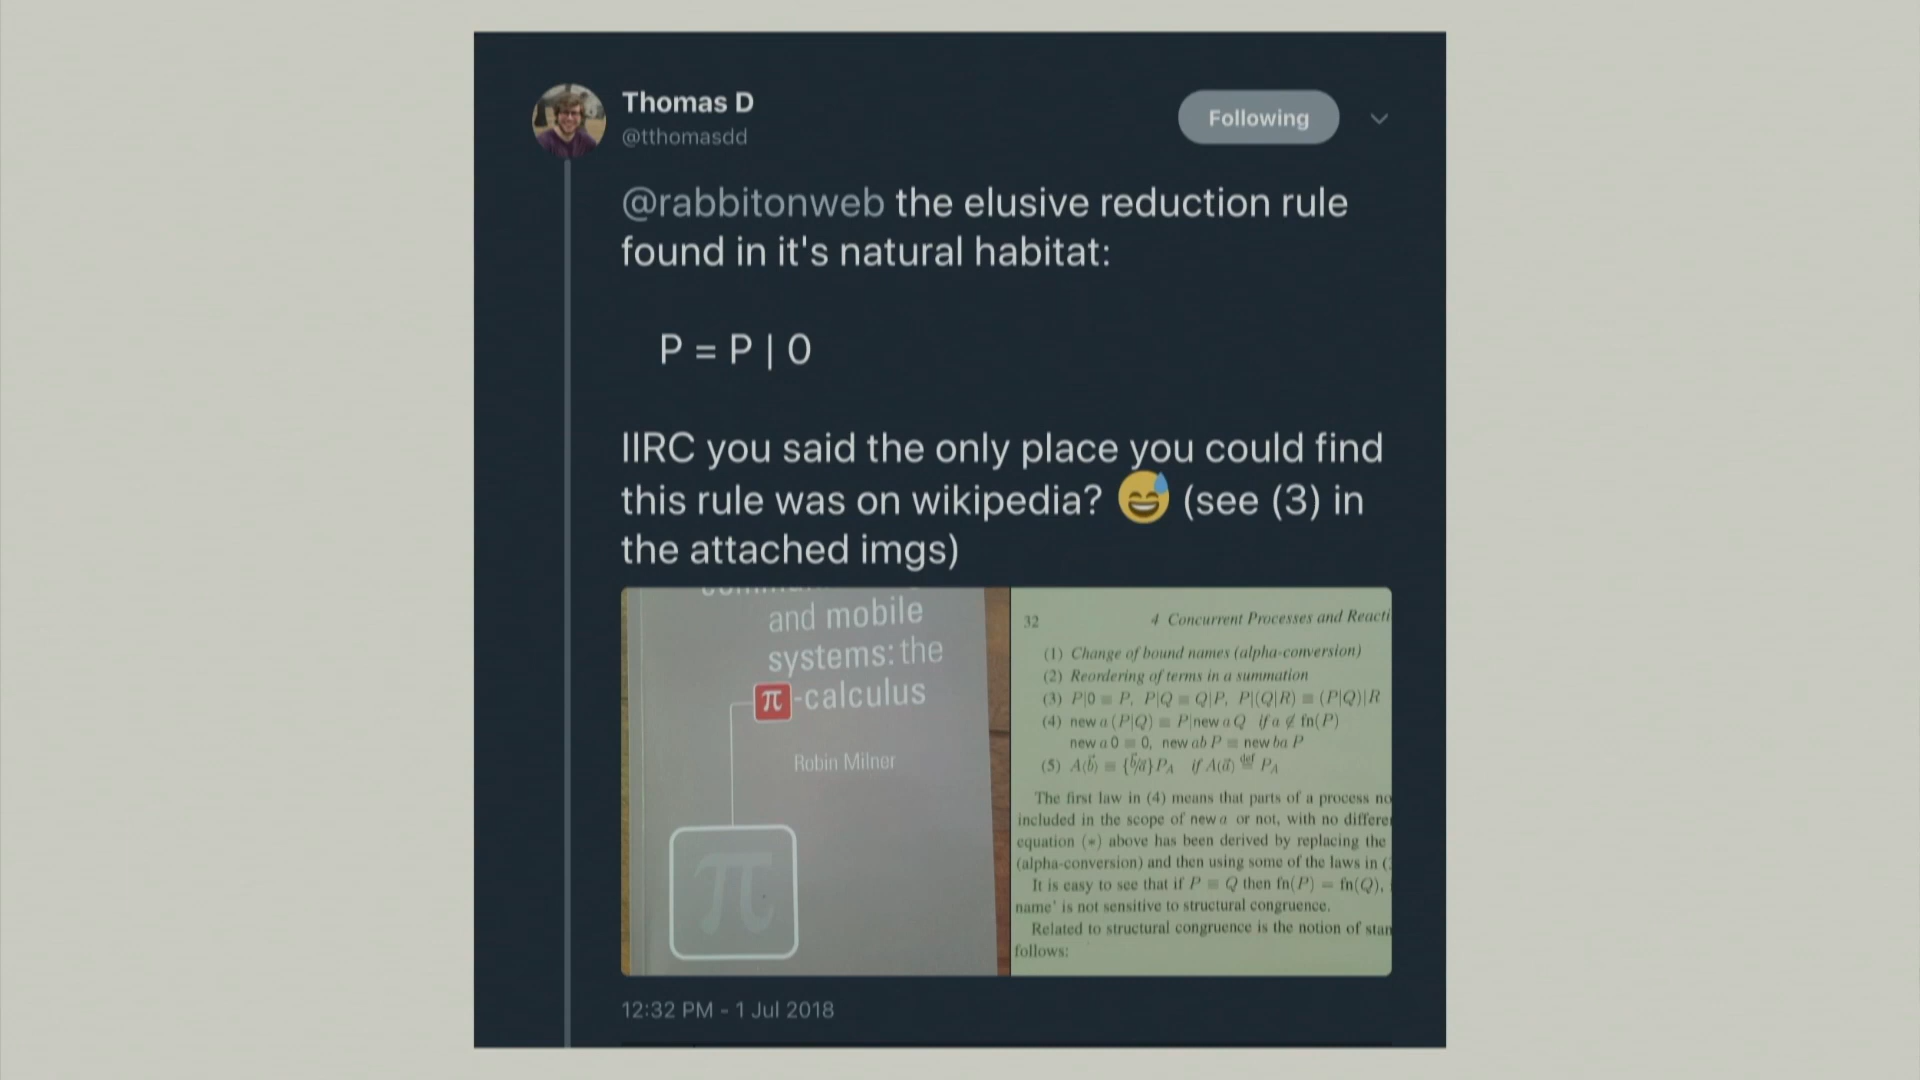 Thomas D
@tthomasdd
Following
@rabbitonweb the elusive reduction rule
found in it's natural habitat:
P = P | 0
IIRC you said the only place you could find
this rule was on wikipedia? 😅 (see (3) in
the attached imgs)
and mobile
systems: the
π-calculus
Robin Milner
π
32
4 Concurrent Processes and Reacti
(1) Change of bound names (alpha-conversion)
(2) Reordering of terms in a summation
(3) P|0 ≡ P, P|Q ≡ Q|P, P|(Q|R) ≡ (P|Q)|R
(4) new a (P|Q) ≡ P|new a Q if a ∉ fn(P)
new a 0 ≡ 0, new ab P ≡ new ba P
(5) A⟨b⃗⟩ ≡ {b⃗/a⃗}P_A if A(a⃗) def= P_A
The first law in (4) means that parts of a process no
included in the scope of new a or not, with no differe
equation (∗) above has been derived by replacing the
(alpha-conversion) and then using some of the laws in (
It is easy to see that if P ≡ Q then fn(P) = fn(Q),
name' is not sensitive to structural congruence.
Related to structural congruence is the notion of stan
follows:
12:32 PM - 1 Jul 2018